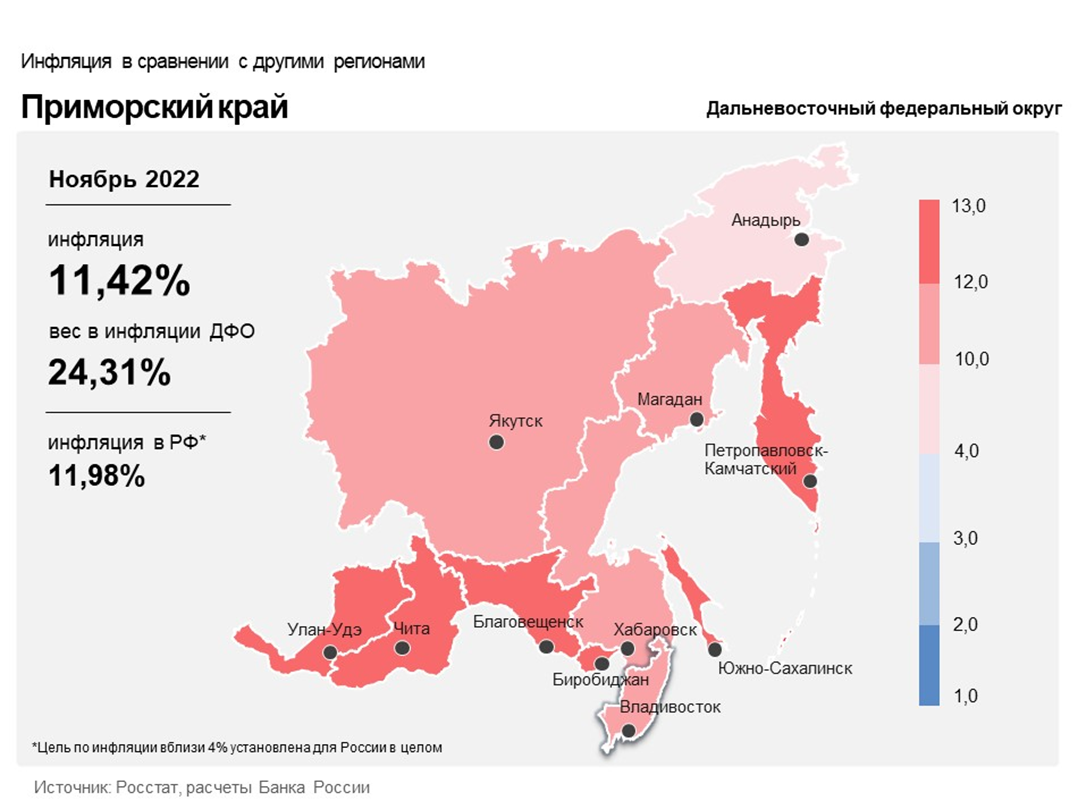 Инфляция в сравнении с другими регионами
Приморский край
Дальневосточный федеральный округ
Ноябрь 2022
инфляция
11,42%
вес в инфляции ДФО
24,31%
инфляция в РФ*
11,98%
Анадырь
Якутск
Магадан
Петропавловск-
Камчатский
Улан-Удэ
Чита
Благовещенск
Хабаровск
Биробиджан
Южно-Сахалинск
Владивосток
13,0
12,0
10,0
4,0
3,0
2,0
1,0
*Цель по инфляции вблизи 4% установлена для России в целом
Источник: Росстат, расчеты Банка России